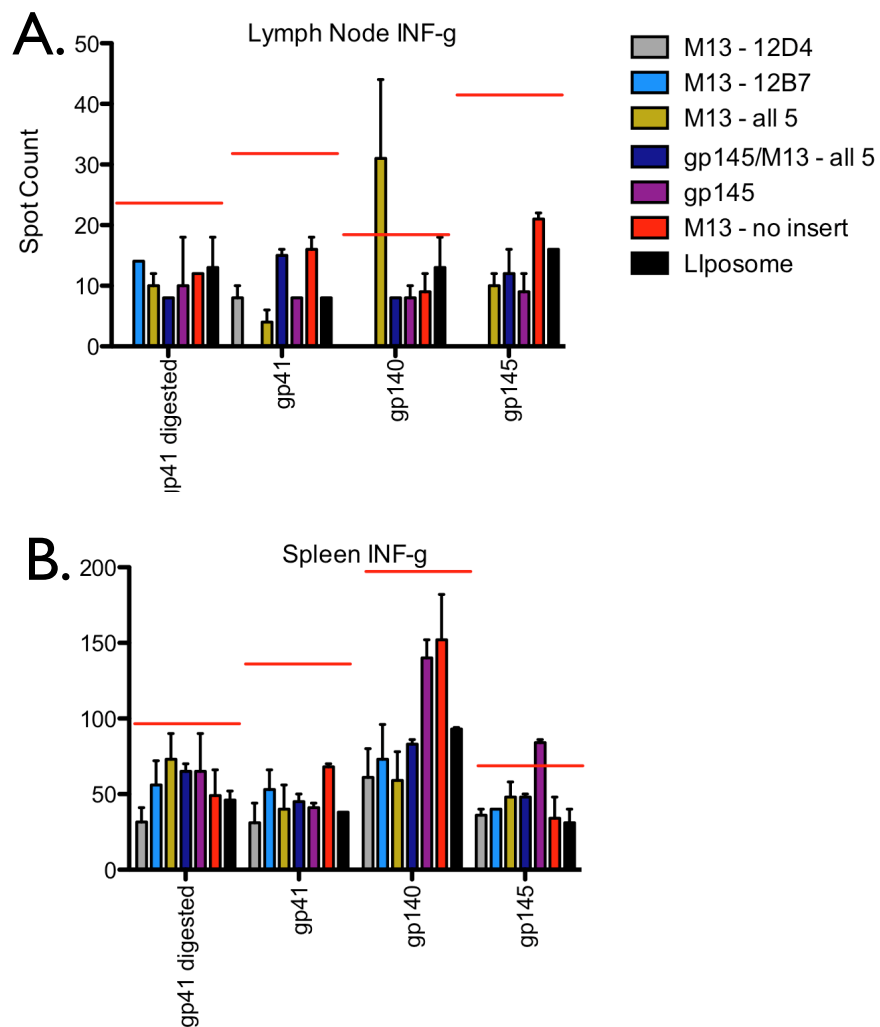 A.
Lymph Node INF-g
50
40
30
20
10
0
Spot Count
gp41 digested
gp41
gp140
gp145
M13 - 12D4
M13 - 12B7
M13 - all 5
gp145/M13 - all 5
gp145
M13 - no insert
LIposome
B.
Spleen INF-g
200
150
100
50
0
gp41 digested
gp41
gp140
gp145